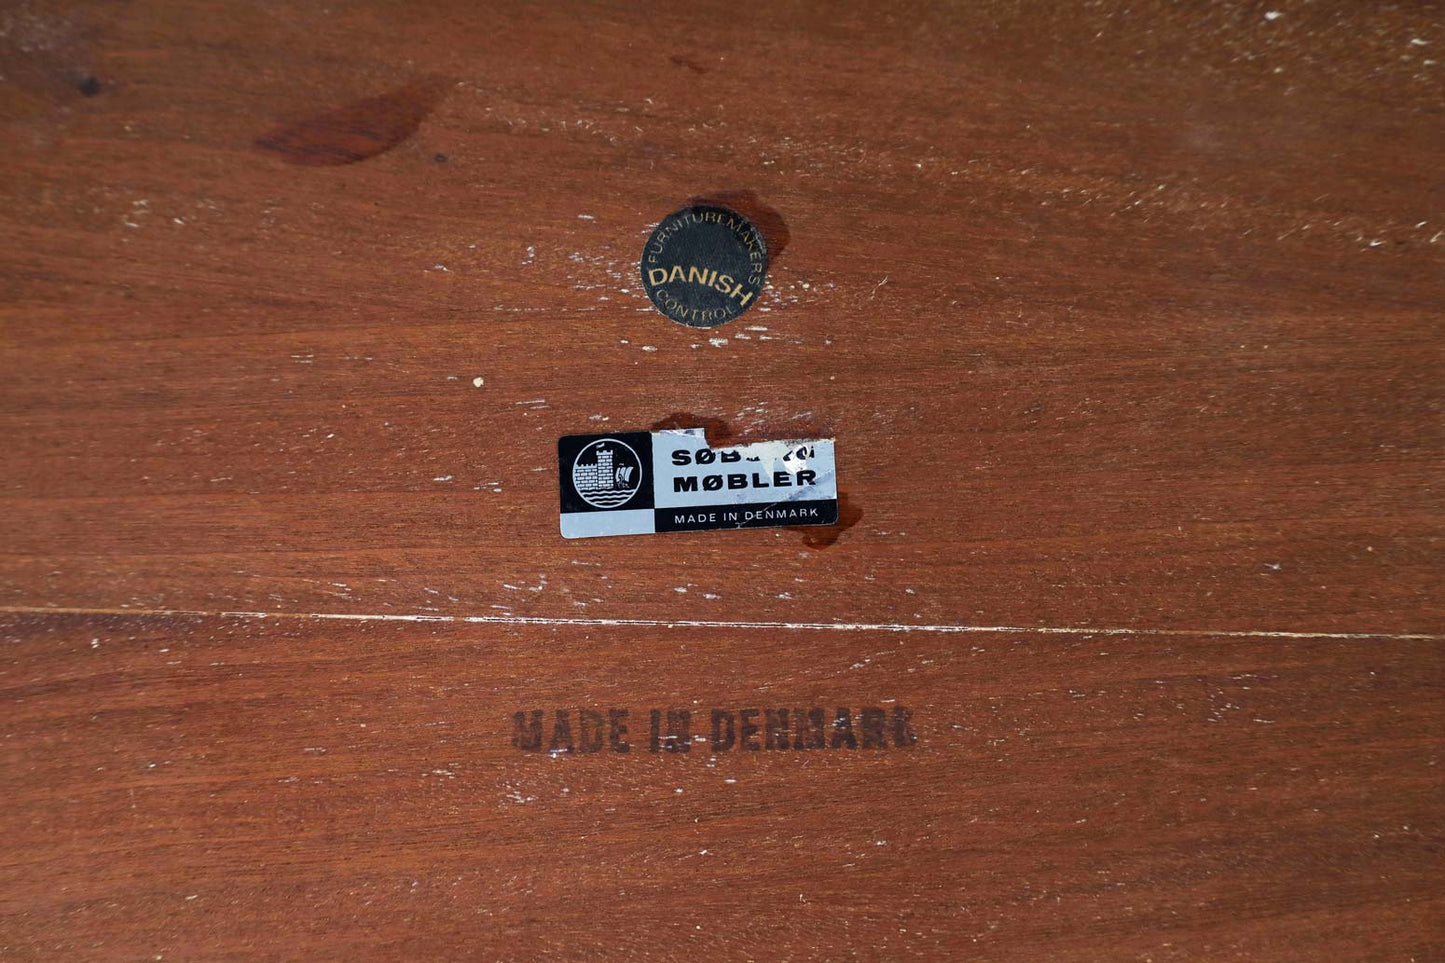 FURNITUREMAKERS
DANISH
CONTROL
MØBLER
MADE IN DENMARK
MADE IN DENMARK